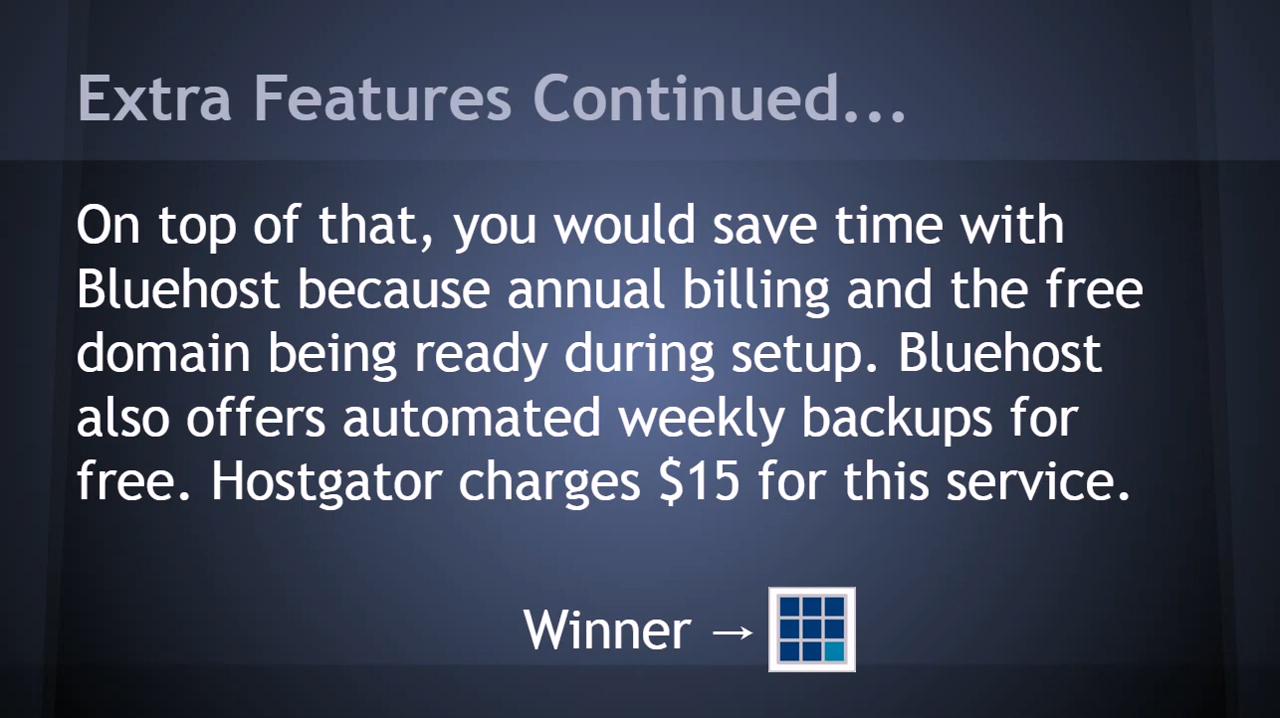 Extra Features Continued...
On top of that, you would save time with
Bluehost because annual billing and the free
domain being ready during setup. Bluehost
also offers automated weekly backups for
free. Hostgator charges $15 for this service.
Winner →